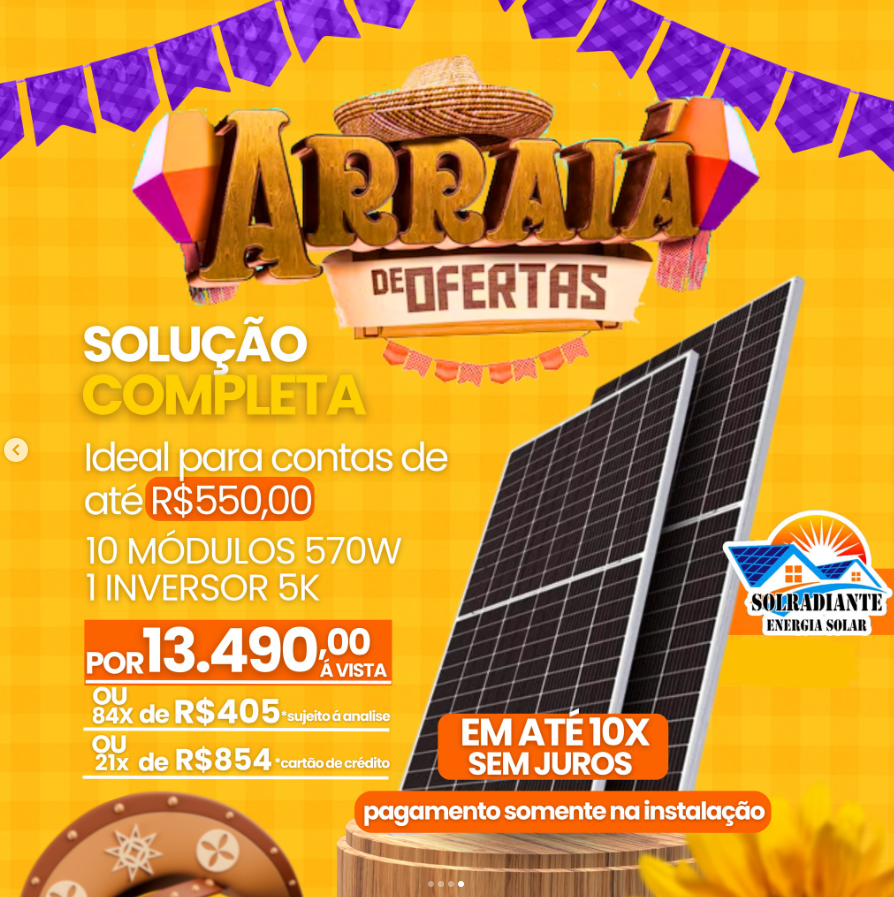 ARRAIÁ
DE OFERTAS
SOLUÇÃO
COMPLETA
Ideal para contas de
até R$550,00
10 MÓDULOS 570W
1 INVERSOR 5K
POR 13.490,00
Á VISTA
OU
84X de R$405 *sujeito á analise
OU
21x de R$854 *cartão de crédito
SOLRADIANTE
ENERGIA SOLAR
EM ATÉ 10X
SEM JUROS
pagamento somente na instalação